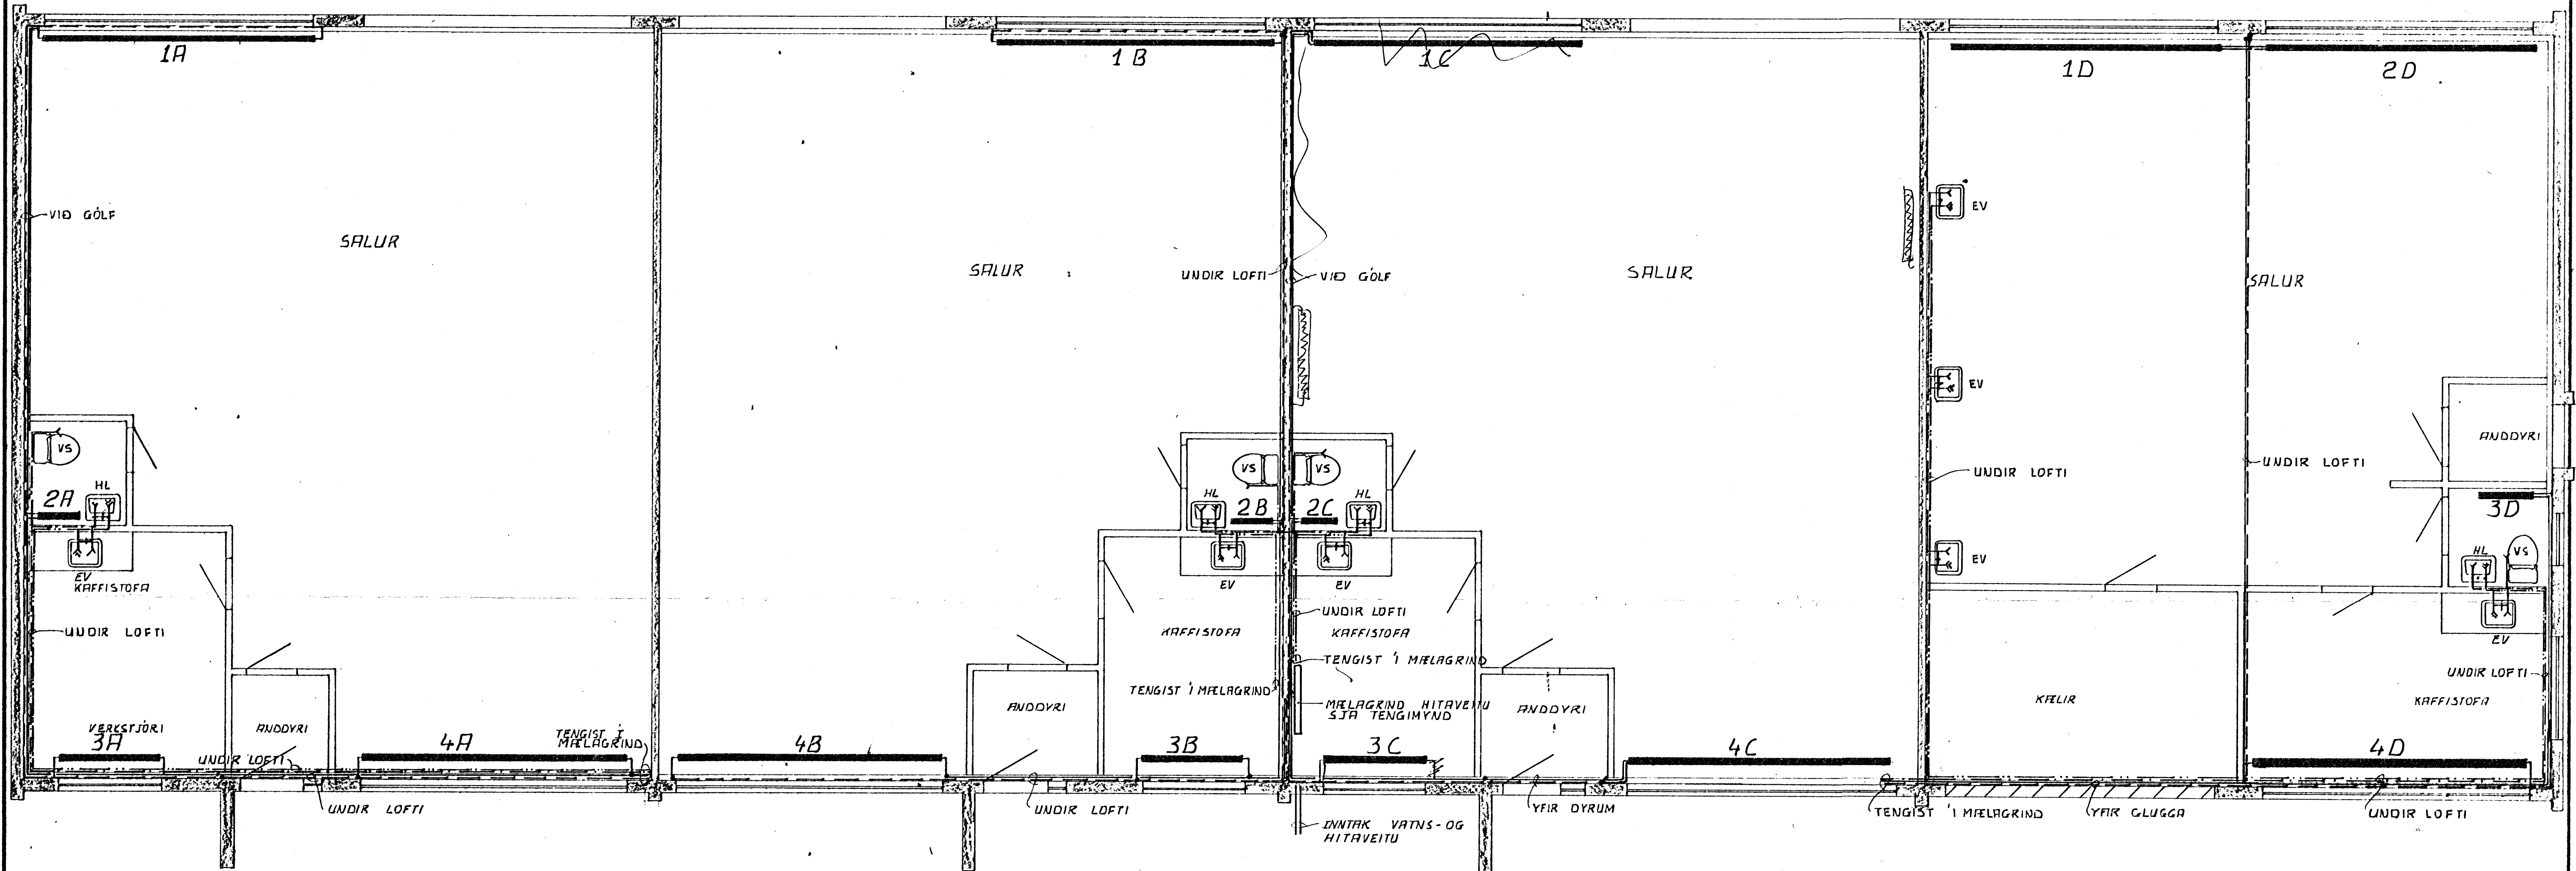 1A
1B
1C
1D
2D
VIÐ GÓLF
SALUR
SALUR
UNDIR LOFTI
VIÐ GÓLF
SALUR
EV
SALUR
EV
VS
HL
2A
EV
KAFFISTOFA
UNDIR LOFTI
VERKSTJÓRI
3A
ANDDYRI
UNDIR LOFTI
UNDIR LOFTI
4A
TENGIST Í
MÆLAGRIND
4B
VS
HL
2B
EV
KAFFISTOFA
ANDDYRI
TENGIST Í MÆLAGRIND
3B
UNDIR LOFTI
VS
HL
2C
EV
UNDIR LOFTI
KAFFISTOFA
TENGIST Í MÆLAGRIND
MÆLAGRIND HITAVEITU
SJA TENGIMYND
ANDDYRI
3C
4C
INNTAK VATNS-OG
HITAVEITU
YFIR DYRUM
TENGIST Í MÆLAGRIND
YFIR GLUGGA
UNDIR LOFTI
UNDIR LOFTI
EV
KÆLIR
ANDDYRI
3D
HL
VS
EV
UNDIR LOFTI
KAFFISTOFA
4D
UNDIR LOFTI